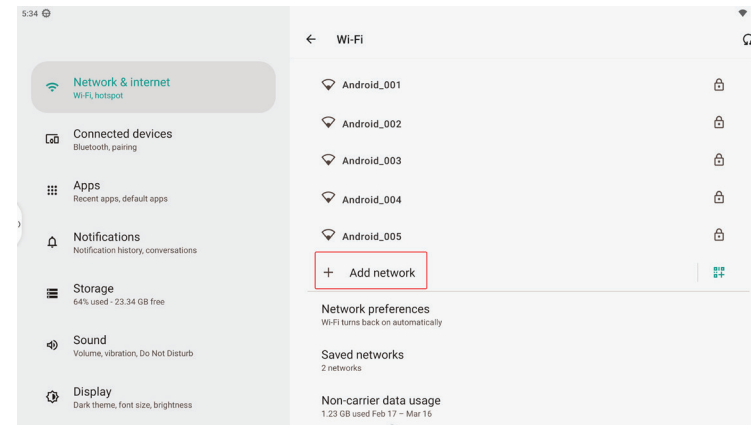 5:34
Network & internet
Wi-Fi, hotspot
Connected devices
Bluetooth, pairing
Apps
Recent apps, default apps
Notifications
Notification history, conversations
Storage
64% used - 23.34 GB free
Sound
Volume, vibration, Do Not Disturb
Display
Dark theme, font size, brightness
Wi-Fi
Android_001
Android_002
Android_003
Android_004
Android_005
+ Add network
Network preferences
Wi-Fi turns back on automatically
Saved networks
2 networks
Non-carrier data usage
1.23 GB used Feb 17 – Mar 16